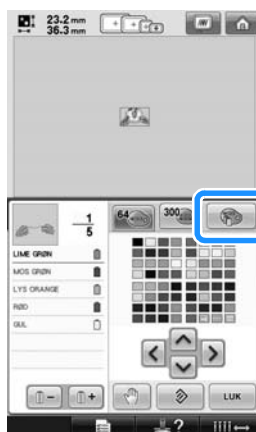 23.2 mm
36.3 mm
1
5
64
300
LIME GRØN
MOS GRØN
LYS ORANGE
RØD
GUL
−
+
LUK
?